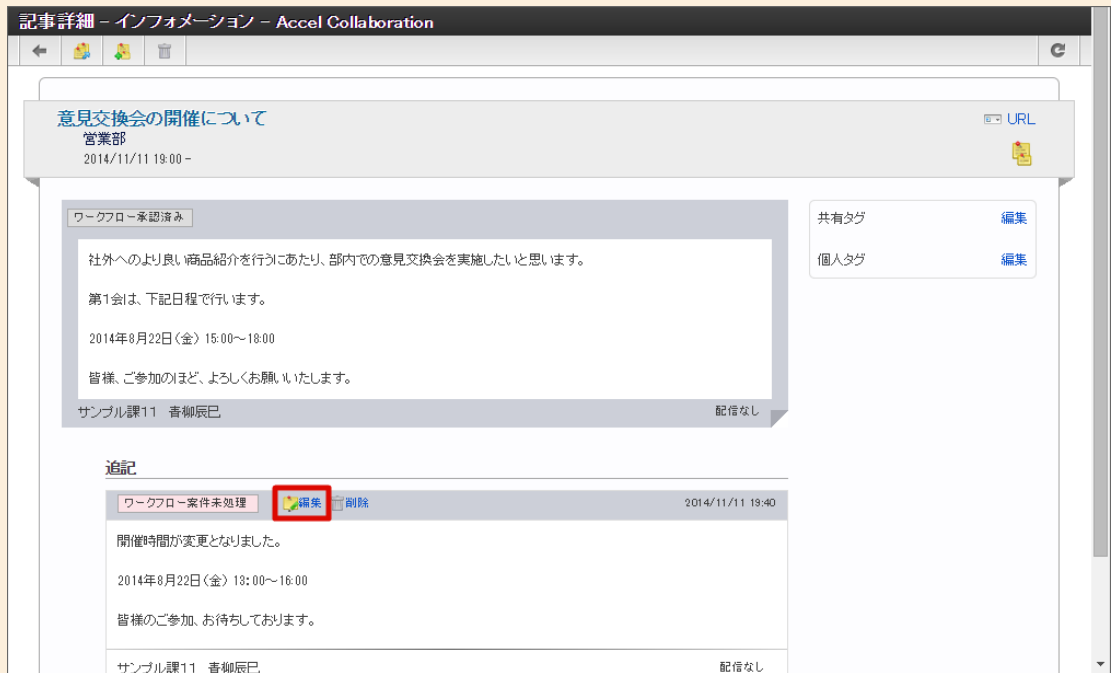 記事詳細 – インフォメーション – Accel Collaboration
意見交換会の開催について
URL
営業部
2014/11/11 19:00 –
ワークフロー承認済み
共有タグ 編集
社外へのより良い商品紹介を行うにあたり、部内での意見交換会を実施したいと思います。
個人タグ 編集
第1会は、下記日程で行います。
2014年8月22日（金） 15:00～18:00
皆様、ご参加のほど、よろしくお願いいたします。
サンプル課11 青柳辰巳 配信なし
追記
ワークフロー案件未処理 編集 削除 2014/11/11 19:40
開催時間が変更となりました。
2014年8月22日（金） 13：00～16:00
皆様のご参加、お待ちしております。
サンプル課11 青柳辰巳 配信なし